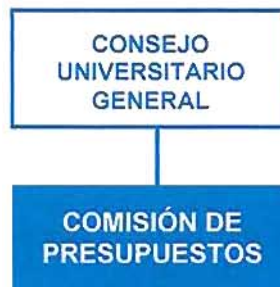 CONSEJO
UNIVERSITARIO
GENERAL
COMISIÓN DE
PRESUPUESTOS